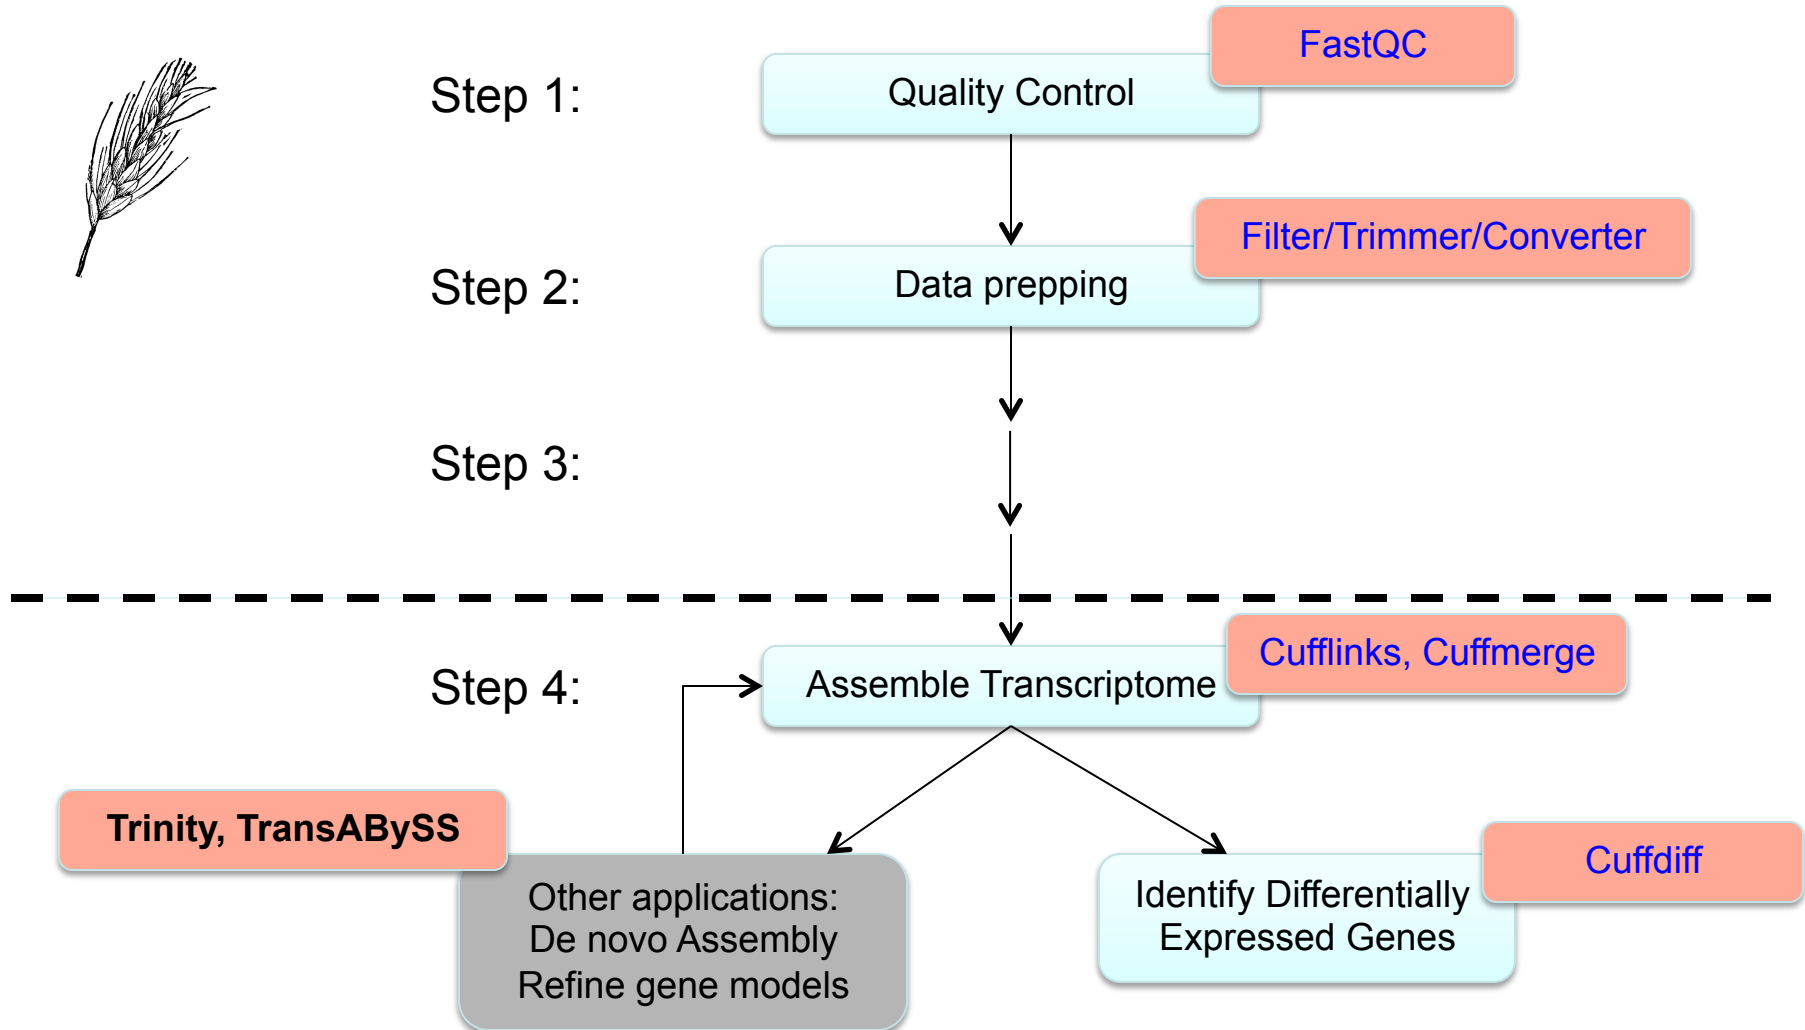 FastQC
Step 1:
Quality Control
Filter/Trimmer/Converter
Step 2:
Data prepping
Step 3:
Cufflinks, Cuffmerge
Step 4:
Assemble Transcriptome
Trinity, TransABySS
Cuffdiff
Other applications:
De novo Assembly
Refine gene models
Identify Differentially
Expressed Genes